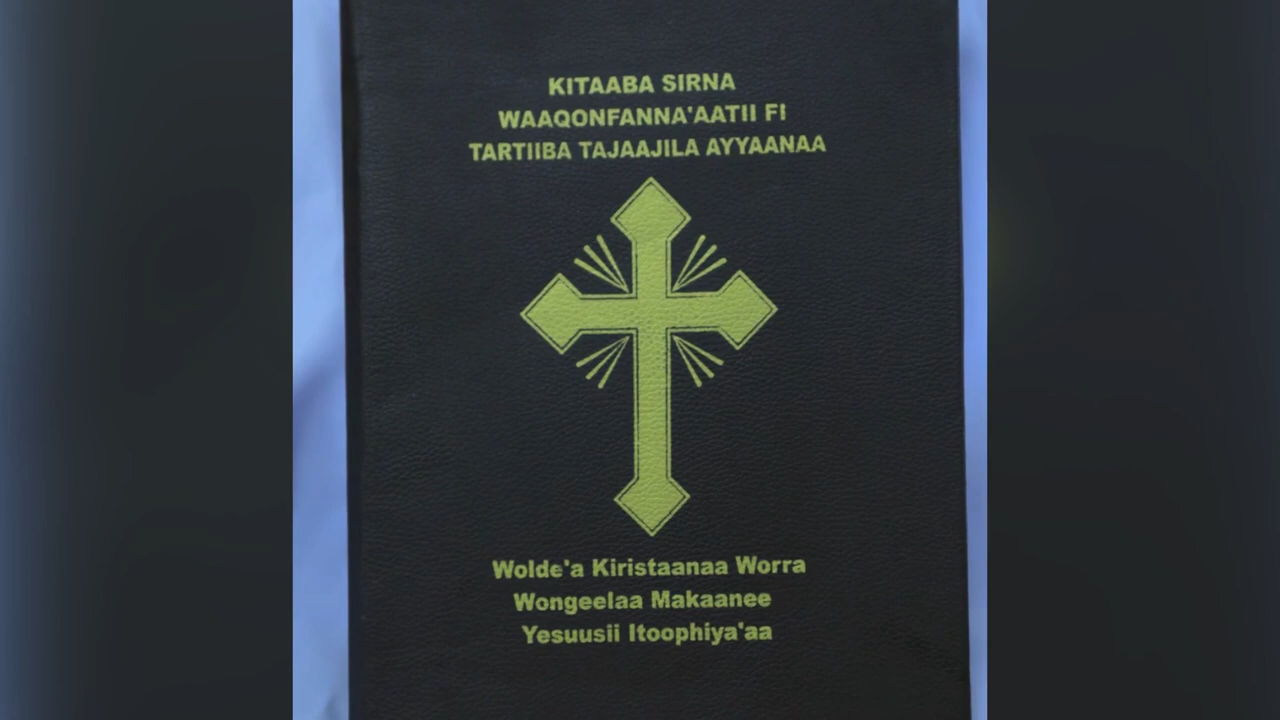 KITAABA SIRNA
WAAQONFANNA'AATII FI
TARTIIBA TAJAAJILA AYYAANAA
Wolde'a Kiristaanaa Worra
Wongeelaa Makaanee
Yesuusii Itoophiya'aa